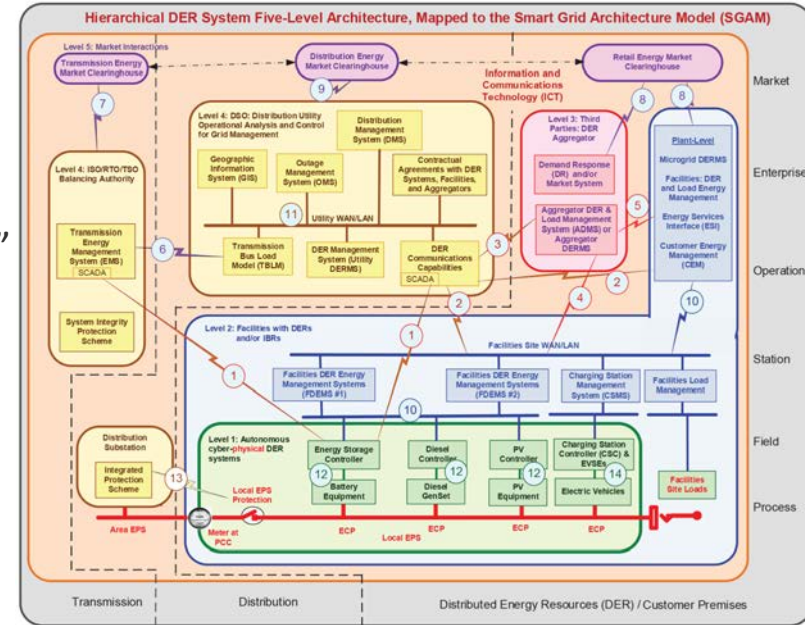 Hierarchical DER System Five-Level Architecture, Mapped to the Smart Grid Architecture Model (SGAM)
”
Level 5: Market Interactions
Transmission Energy
Market Clearinghouse
Distribution Energy
Market Clearinghouse
Retail Energy Market
Clearinghouse
Market
Information and
Communications
Technology (ICT)
7
9
8
8
Level 4: DSO: Distribution Utility
Operational Analysis and Control
for Grid Management
Distribution
Management
System (DMS)
Geographic
Information
System (GIS)
Outage
Management
System (OMS)
Contractual
Agreements with DER
Systems, Facilities,
and Aggregators
11
Utility WAN/LAN
Transmission
Bus Load
Model (TBLM)
DER Management
System (Utility
DERMS)
DER
Communications
Capabilities
SCADA
Level 3: Third
Parties: DER
Aggregator
Demand Response
(DR) and/or
Market System
Aggregator DER &
Load Management
System (ADMS) or
Aggregator
DERMS
Plant-Level
Microgrid DERMS
Facilities: DER
and Load Energy
Management
Energy Services
Interface (ESI)
Customer Energy
Management
(CEM)
Enterprise
Operation
Level 4: ISO/RTO/TSO
Balancing Authority
Transmission
Energy
Management
System (EMS)
SCADA
System Integrity
Protection
Scheme
6
3
5
2
4
2
1
1
10
Level 2: Facilities with DERs
and/or IBRs
Facilities Site WAN/LAN
Facilities DER Energy
Management Systems
(FDEMS #1)
Facilities DER Energy
Management Systems
(FDEMS #2)
Charging Station
Management
System (CSMS)
Facilities Load
Management
Station
10
Level 1: Autonomous
cyber-physical DER
systems
Energy Storage
Controller
Diesel
Controller
PV
Controller
Charging Station
Controller (CSC) &
EVSEs
Field
12
12
12
14
Battery
Equipment
Diesel
GenSet
PV
Equipment
Electric Vehicles
Facilities
Site Loads
Distribution
Substation
Integrated
Protection
Scheme
13
Local EPS
Protection
Process
Area EPS
Meter at
PCC
ECP
ECP
ECP
ECP
Local EPS
Transmission
Distribution
Distributed Energy Resources (DER) / Customer Premises